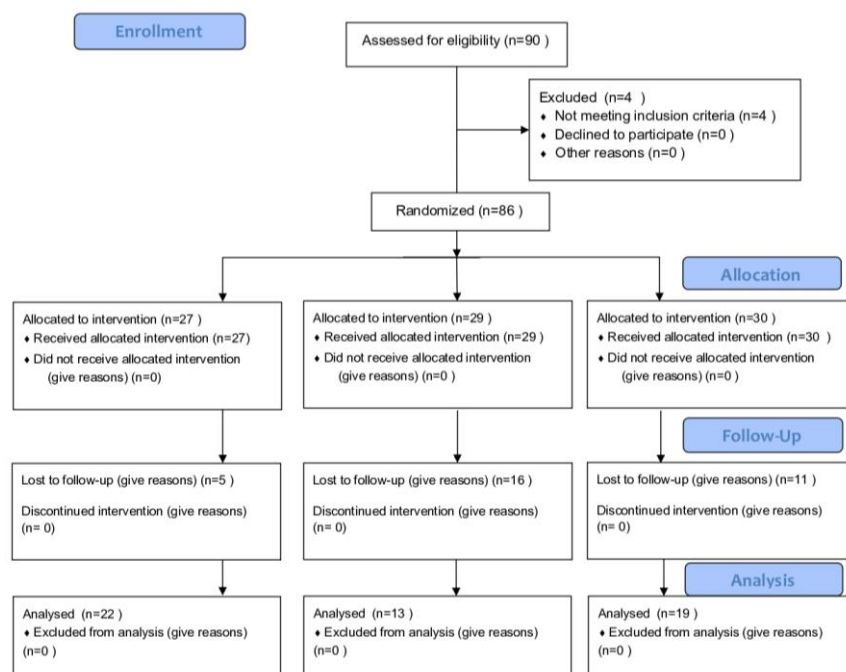 Enrollment
Assessed for eligibility (n=90 )
Excluded (n=4 )
♦ Not meeting inclusion criteria (n=4 )
♦ Declined to participate (n=0 )
♦ Other reasons (n=0 )
Randomized (n=86 )
Allocation
Allocated to intervention (n=27 )
♦ Received allocated intervention (n=27)
♦ Did not receive allocated intervention
(give reasons) (n=0)
Allocated to intervention (n=29 )
♦ Received allocated intervention (n=29 )
♦ Did not receive allocated intervention
(give reasons) (n=0 )
Allocated to intervention (n=30 )
♦ Received allocated intervention (n=30 )
♦ Did not receive allocated intervention
(give reasons) (n=0 )
Follow-Up
Lost to follow-up (give reasons) (n=5 )
Discontinued intervention (give reasons)
(n= 0)
Lost to follow-up (give reasons) (n=16 )
Discontinued intervention (give reasons)
(n= 0)
Lost to follow-up (give reasons) (n=11 )
Discontinued intervention (give reasons)
(n= 0)
Analysis
Analysed (n=22 )
♦ Excluded from analysis (give reasons)
(n=0 )
Analysed (n=13 )
♦ Excluded from analysis (give reasons)
(n=0 )
Analysed (n=19 )
♦ Excluded from analysis (give reasons)
(n=0 )